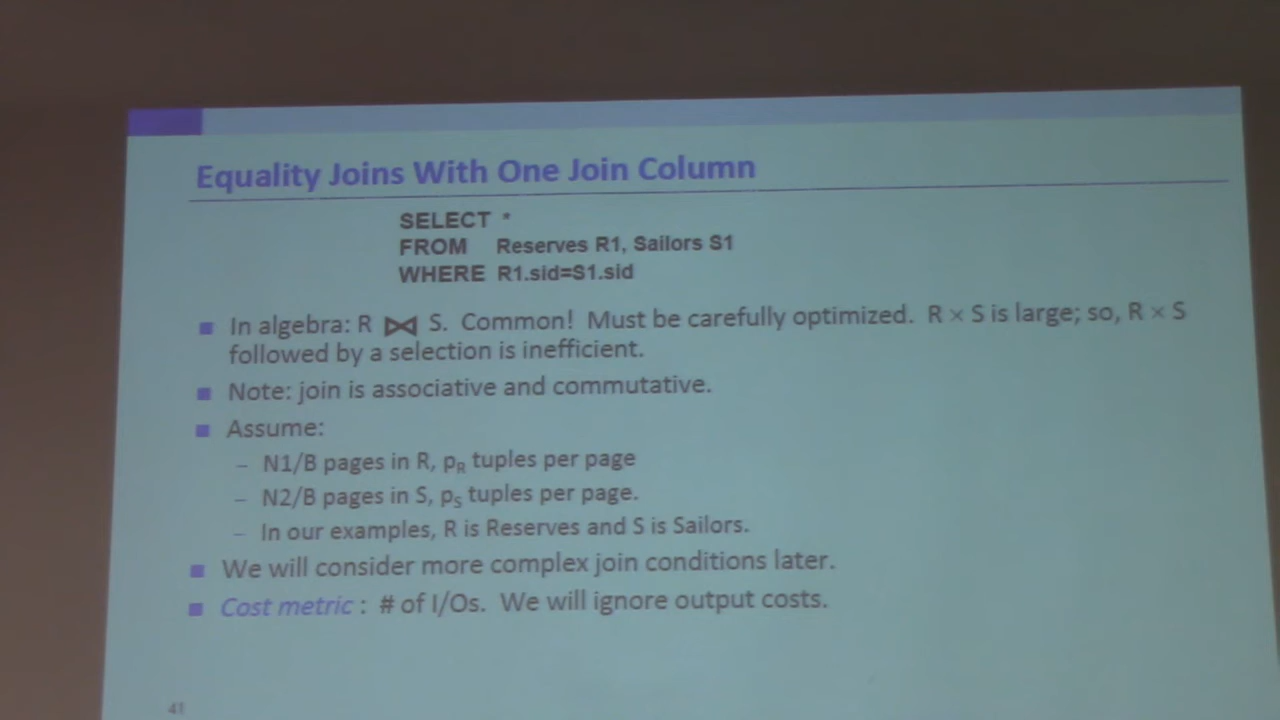 Equality Joins With One Join Column
SELECT *
FROM Reserves R1, Sailors S1
WHERE R1.sid=S1.sid
■ In algebra: R ⋈ S. Common! Must be carefully optimized. R × S is large; so, R × S
followed by a selection is inefficient.
■ Note: join is associative and commutative.
■ Assume:
– N1/B pages in R, pR tuples per page
– N2/B pages in S, pS tuples per page.
– In our examples, R is Reserves and S is Sailors.
■ We will consider more complex join conditions later.
■ Cost metric : # of I/Os. We will ignore output costs.